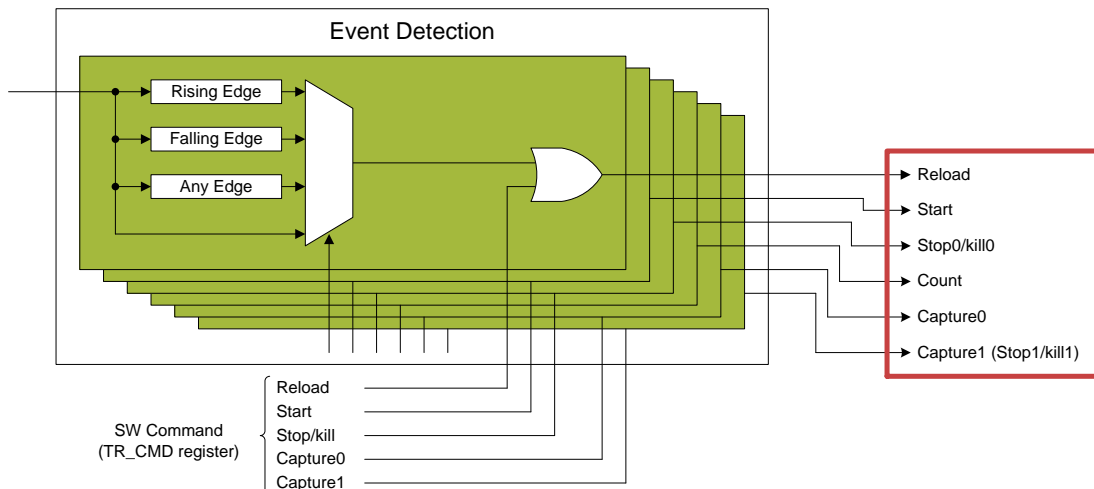 Event Detection
Rising Edge
Falling Edge
Any Edge
Reload
Start
Stop0/kill0
Count
Capture0
Capture1 (Stop1/kill1)
SW Command
(TR_CMD register)
Reload
Start
Stop/kill
Capture0
Capture1